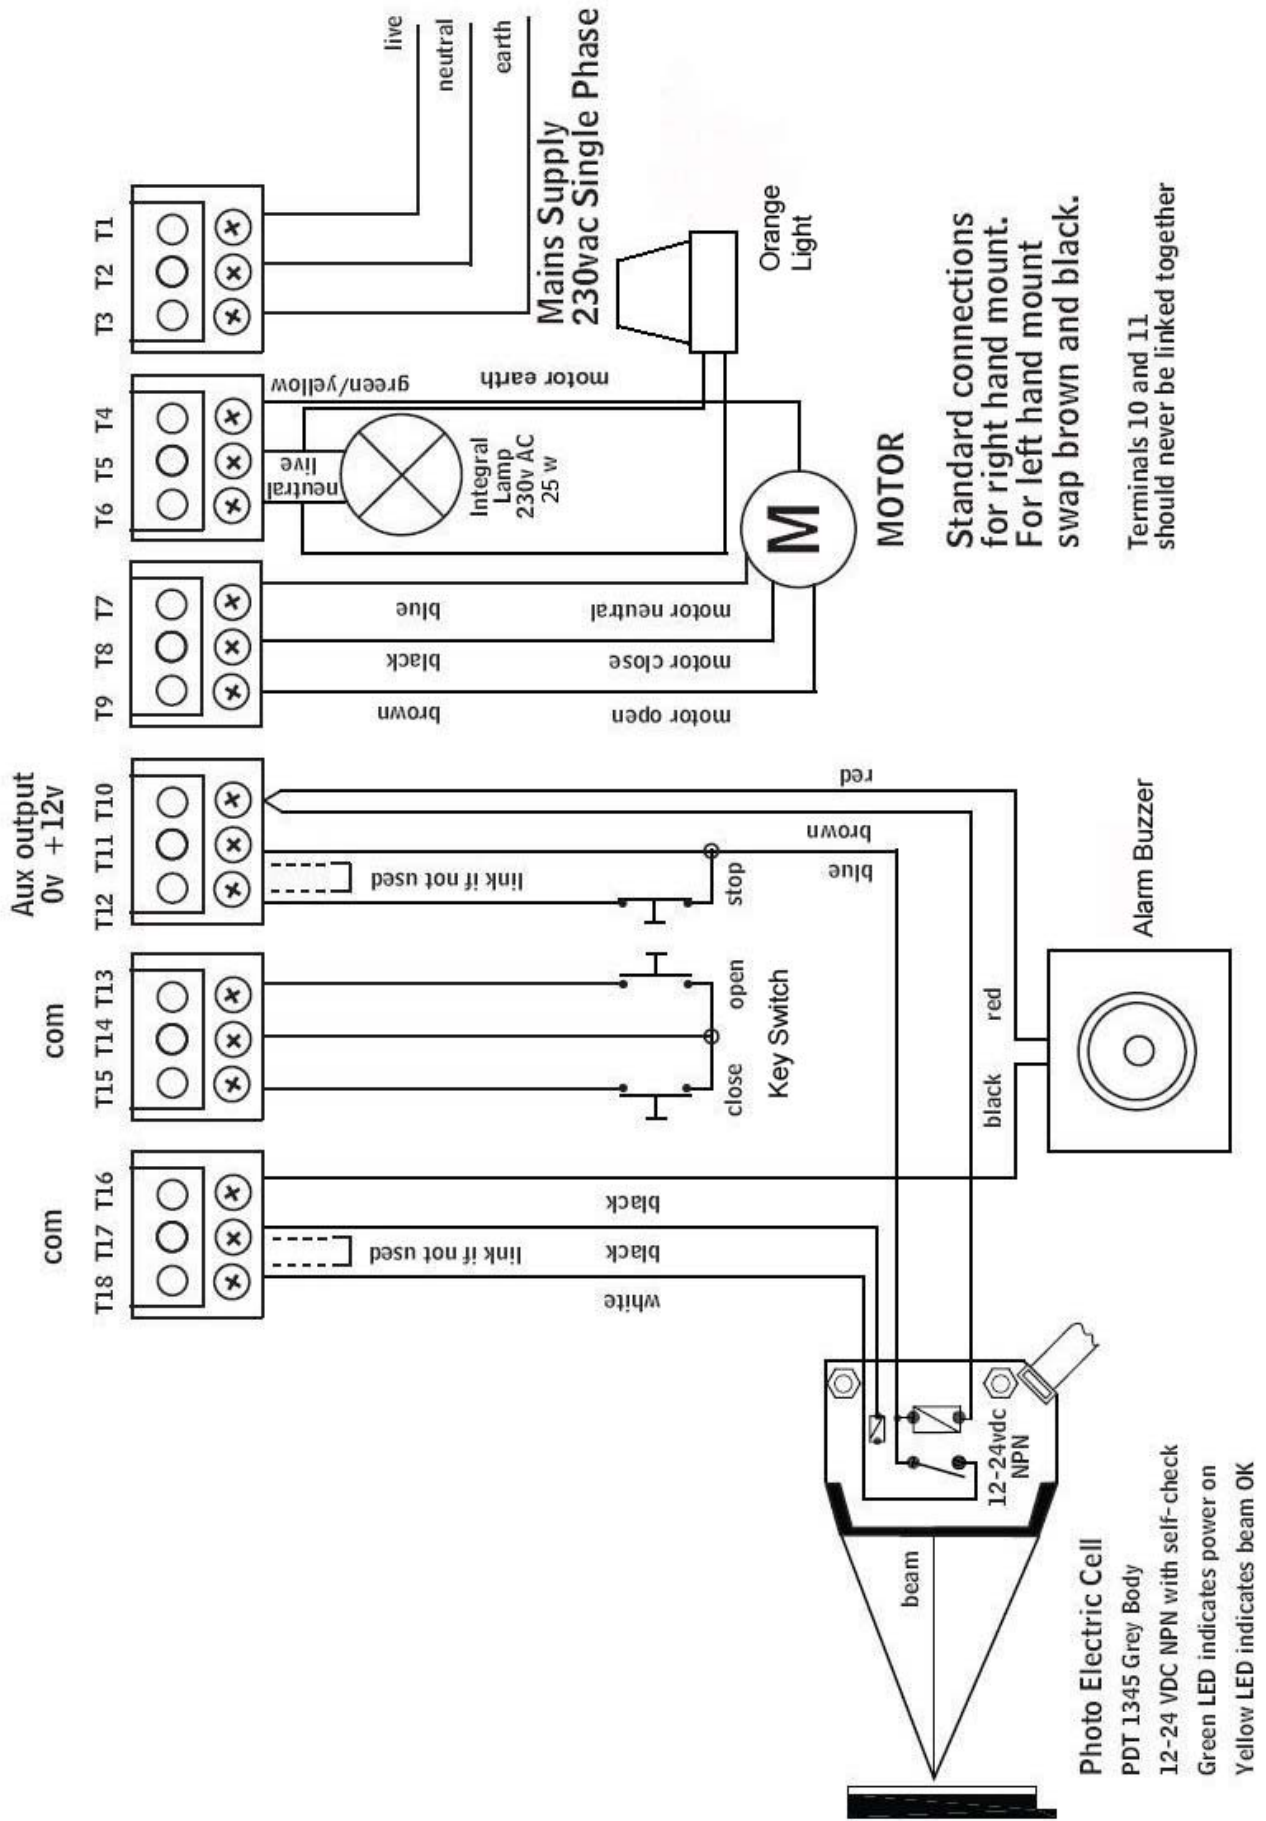 Aux output
0v +12v
com
com
T18 T17 T16
T15 T14 T13
T12 T11 T10
T9 T8 T7
T6 T5 T4
T3 T2 T1
live
neutral
earth
Mains Supply
230vac Single Phase
green/yellow
motor earth
live
neutral
Integral
Lamp
230v AC
25 w
Orange
Light
blue
motor neutral
black
motor close
brown
motor open
M
MOTOR
Standard connections
for right hand mount.
For left hand mount
swap brown and black.
Terminals 10 and 11
should never be linked together
red
brown
blue
link if not used
stop
open
close
Key Switch
black
red
Alarm Buzzer
black
link if not used
black
white
12-24vdc
NPN
beam
Photo Electric Cell
PDT 1345 Grey Body
12-24 VDC NPN with self-check
Green LED indicates power on
Yellow LED indicates beam OK